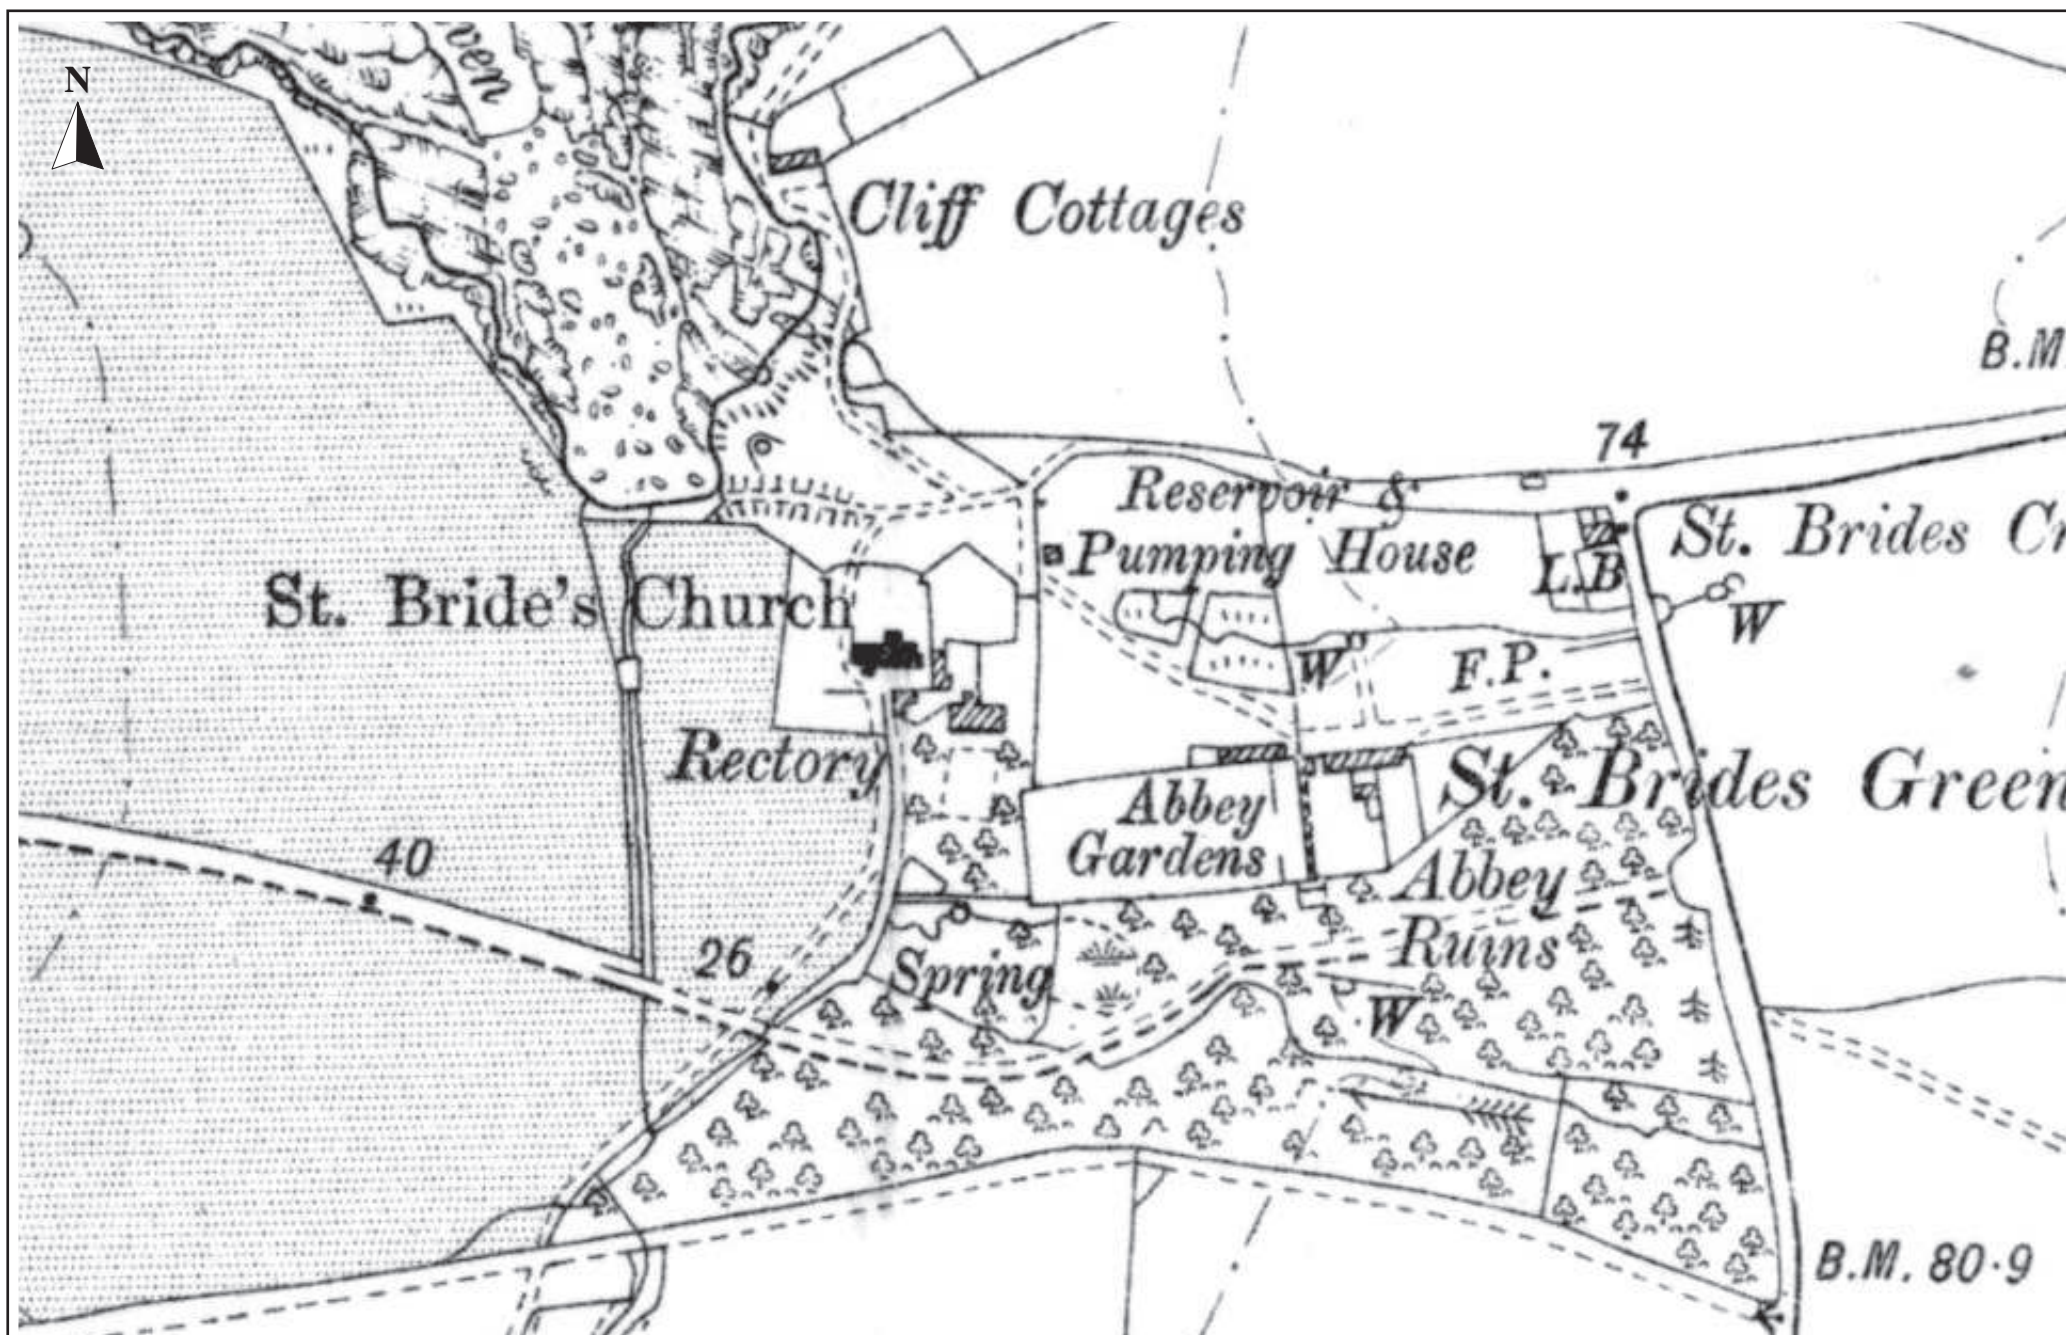 N
Cliff Cottages
B.M.
74
Reservoir &
Pumping House
St. Brides
L.B
W
St. Bride's Church
W
F.P.
Rectory
St. Brides Green
Abbey
Gardens
40
Abbey
Ruins
26
Spring
W
B.M. 80·9